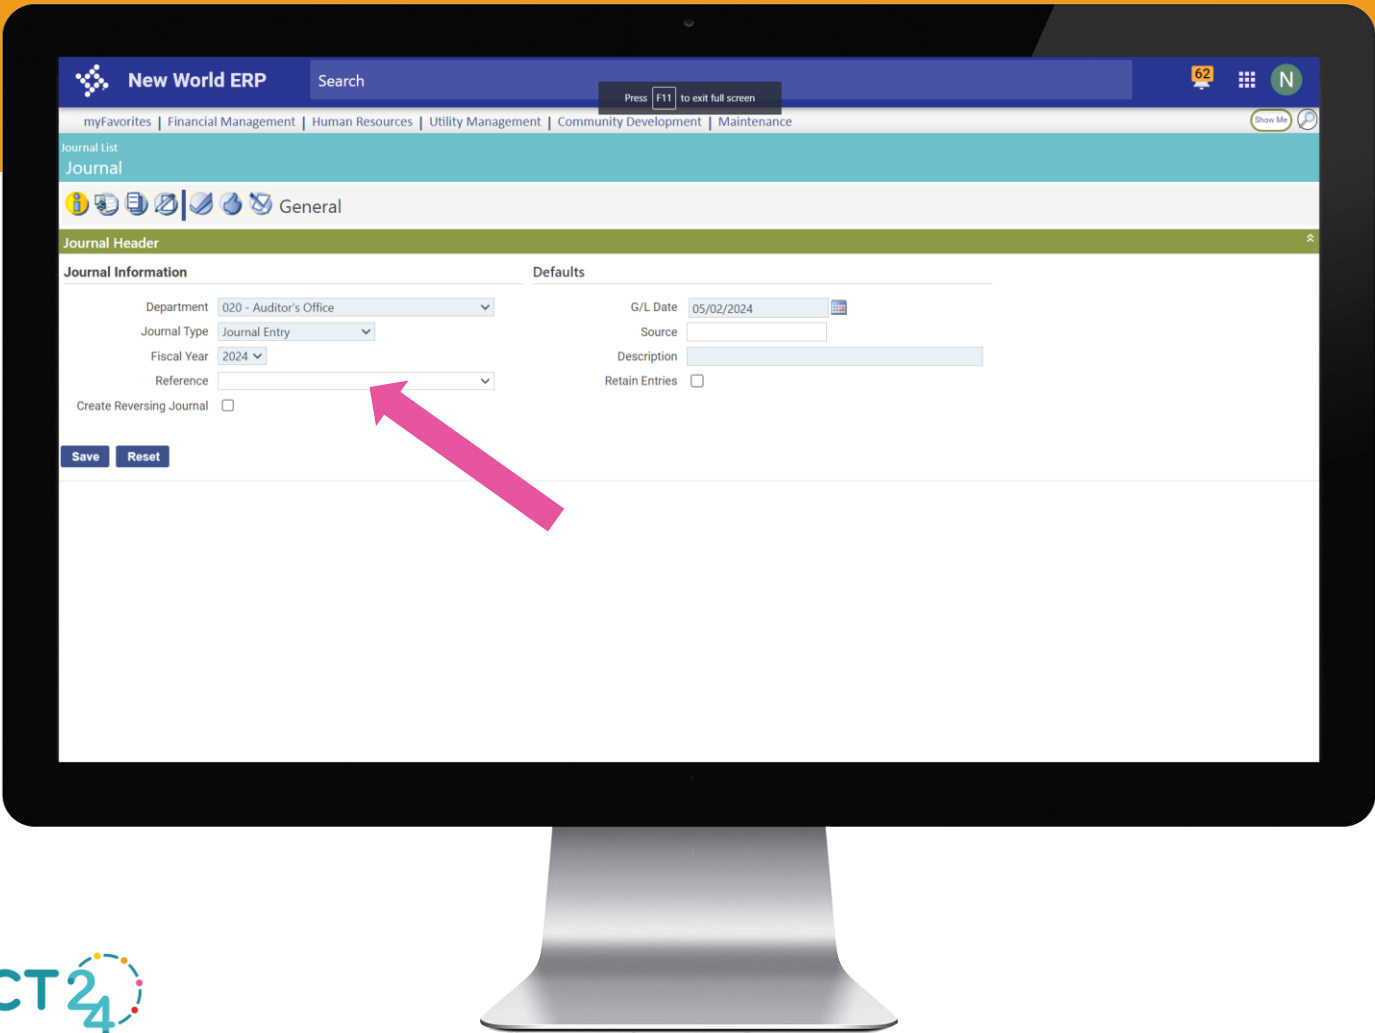 New World ERP
Search
62
N
Press F11 to exit full screen
myFavorites | Financial Management | Human Resources | Utility Management | Community Development | Maintenance
Show Me
Journal List
Journal
General
Journal Header
Journal Information
Defaults
Department 020 - Auditor's Office
G/L Date 05/02/2024
Journal Type Journal Entry
Source
Fiscal Year 2024
Description
Reference
Retain Entries
Create Reversing Journal
Save
Reset
CT 24